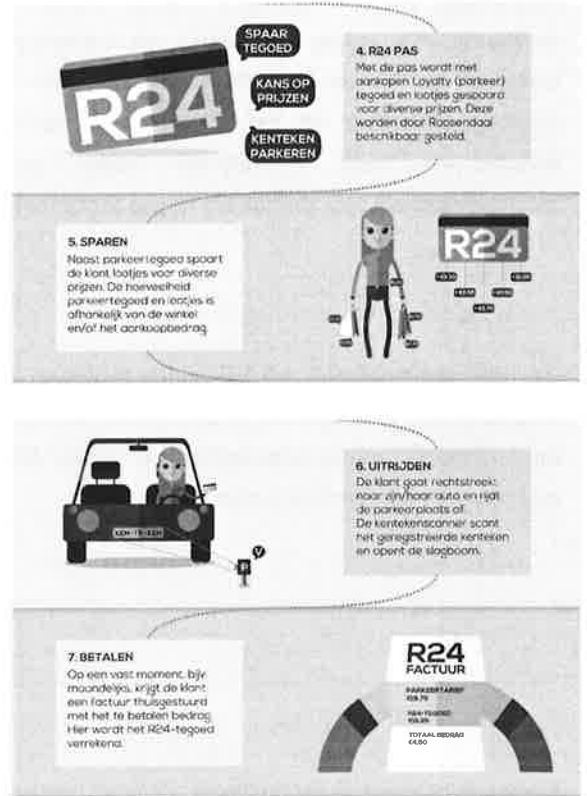 SPAAR
TEGOED
R24
KANS OP
PRIJZEN
KENTEKEN
PARKEREN
4. R24 PAS
Met de pas wordt met
aankopen Loyalty (parkeer)
tegoed en lootjes gespaard
voor diverse prijzen. Deze
worden door Roosendaal
beschikbaar gesteld.
5. SPAREN
Naast parkeertegoed spaart
de klant lootjes voor diverse
prijzen. De hoeveelheid
parkeertegoed en lootjes is
afhankelijk van de winkel
en/of het aankoopbedrag.
R24
6. UITRIJDEN
De klant gaat rechtstreeks
naar zijn/haar auto en rijdt
de parkeerplaats af.
De kentekenscanner scant
het geregistreerde kenteken
en opent de slagboom.
P
V
7. BETALEN
Op een vast moment, bijv.
maandelijks, krijgt de klant
een factuur thuisgestuurd
met het te betalen bedrag.
Hier wordt het R24-tegoed
verrekend.
R24
FACTUUR
PARKEERTARIEF
R24-TEGOED
TOTAAL BEDRAG